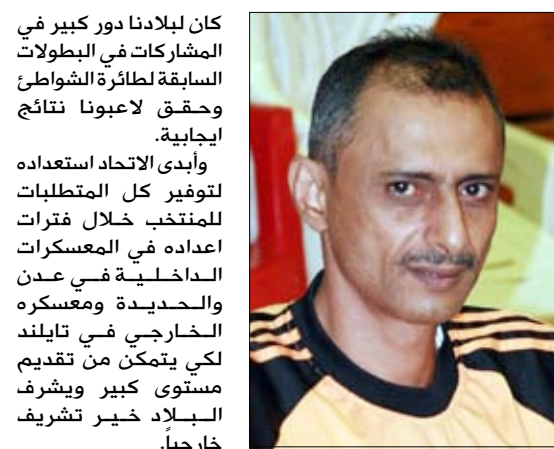 كان لبلادنا دور كبير في
المشاركات في البطولات
السابقة لطائرة الشواطئ
وحقق لاعبونا نتائج
ايجابية.
وأبدى الاتحاد استعداده
لتوفير كل المتطلبات
للمنتخب خلال فترات
اعداده في المعسكرات
الداخلية في عدن
والحديدة ومعسكره
الخارجي في تايلند
لكي يتمكن من تقديم
مستوى كبير ويشرف
البلاد خير تشريف
خارجياً.